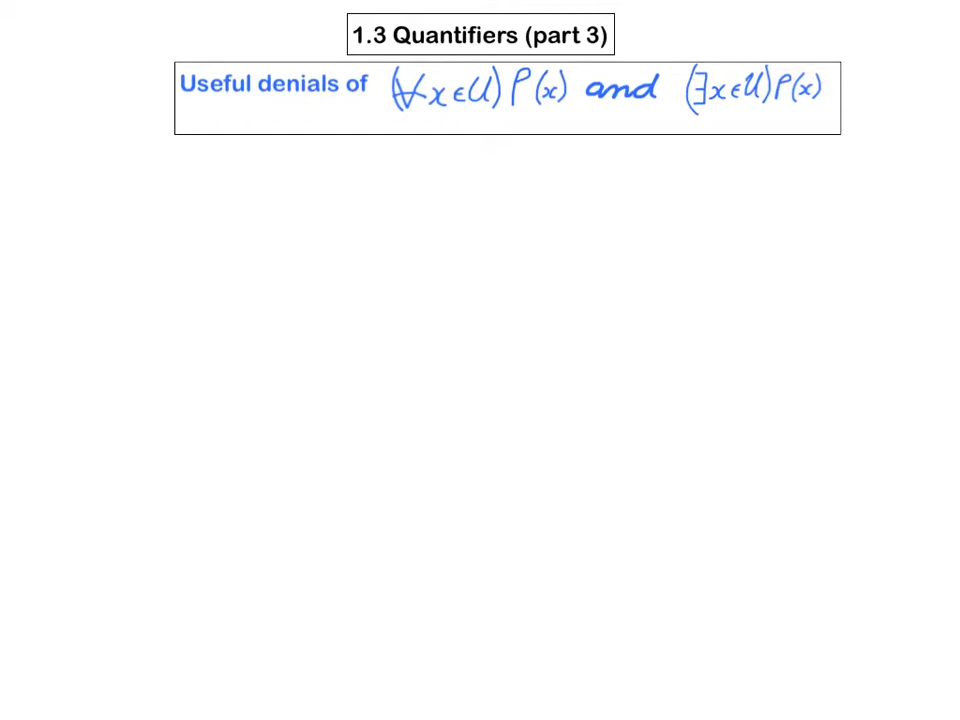 1.3 Quantifiers (part 3)
Useful denials of (∀x∈U) P(x) and (∃x∈U)P(x)